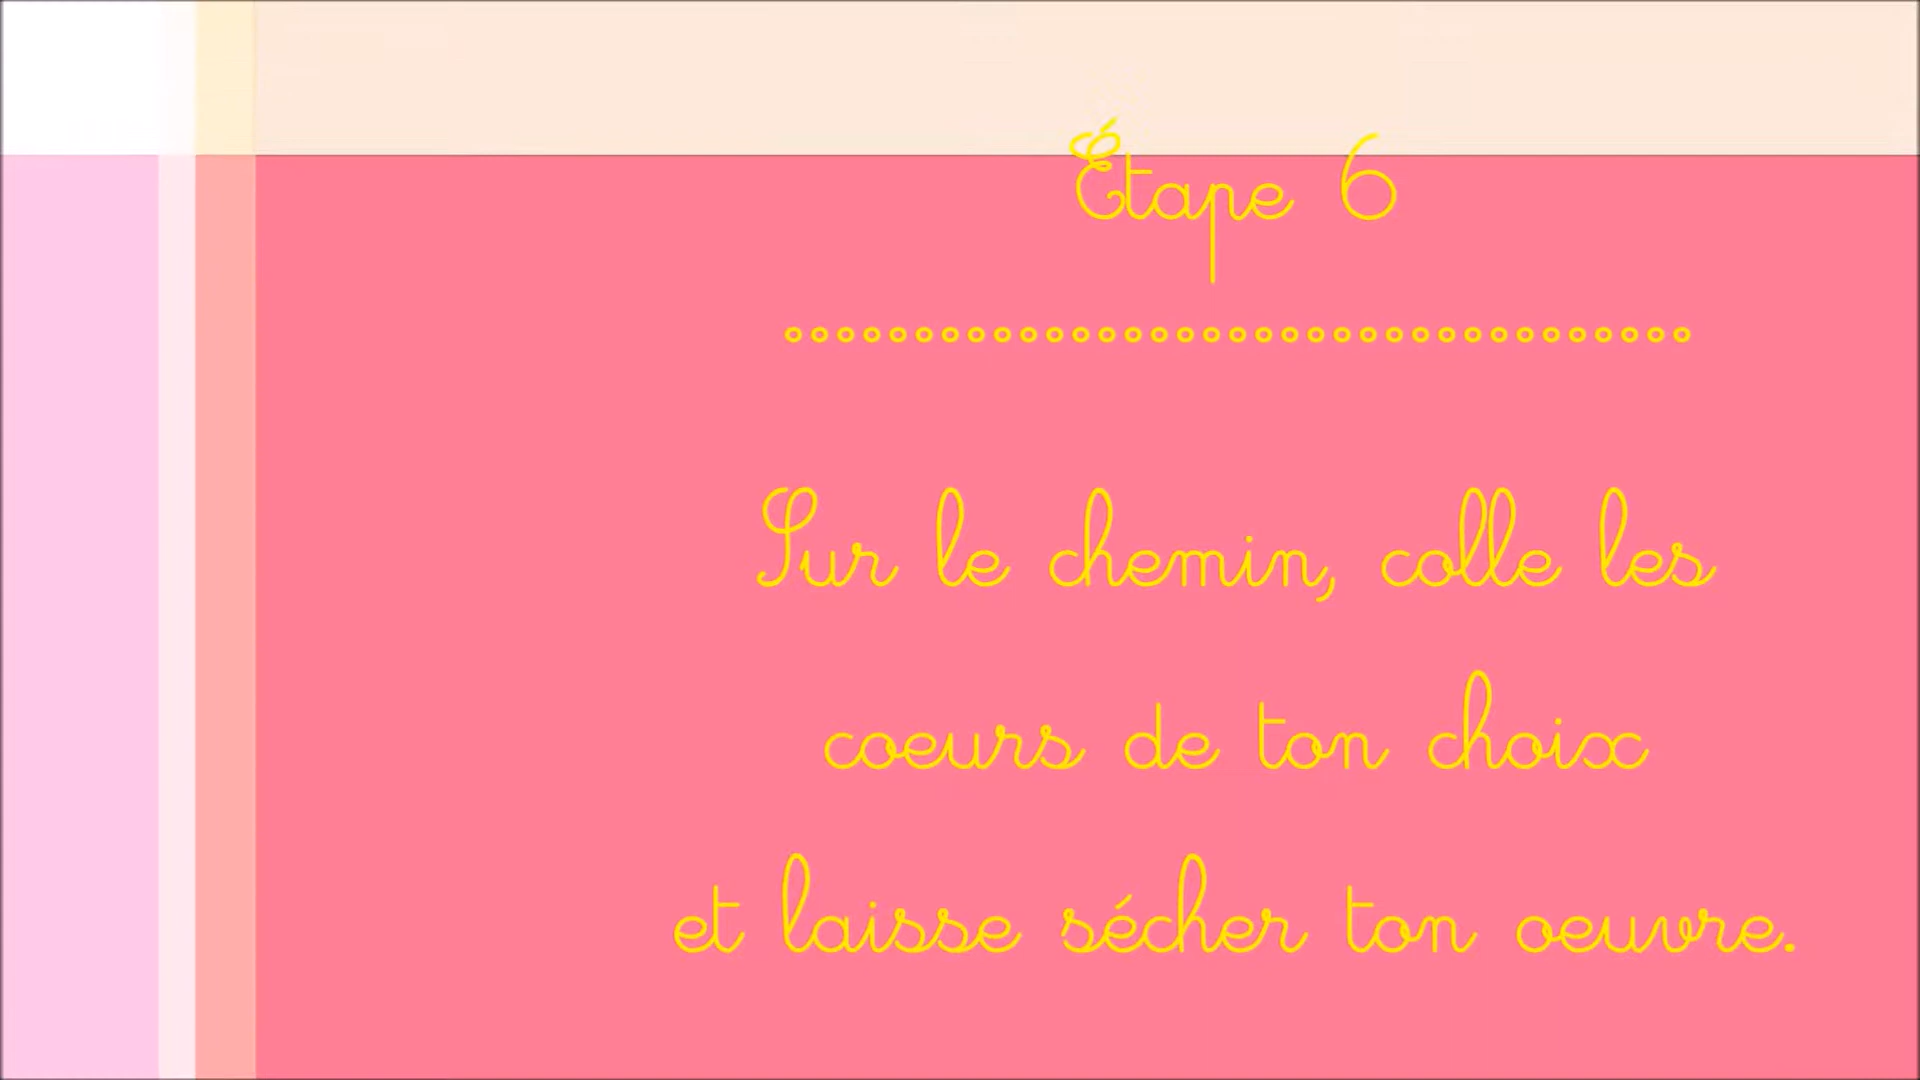 Étape 6
Sur le chemin, colle les
coeurs de ton choix
et laisse sécher ton oeuvre.